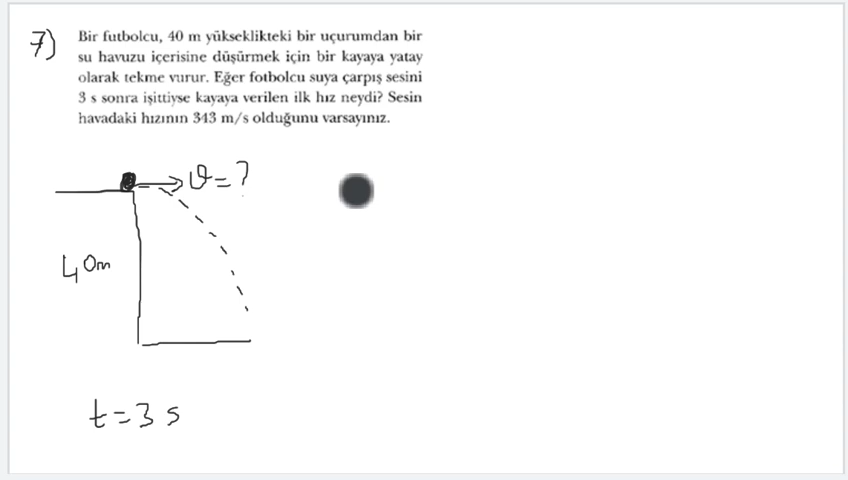 7)
Bir futbolcu, 40 m yükseklikteki bir uçurumdan bir
su havuzu içerisine düşürmek için bir kayaya yatay
olarak tekme vurur. Eğer fotbolcu suya çarpış sesini
3 s sonra işittiyse kayaya verilen ilk hız neydi? Sesin
havadaki hızının 343 m/s olduğunu varsayınız.
ϑ=?
40m
t=3 s